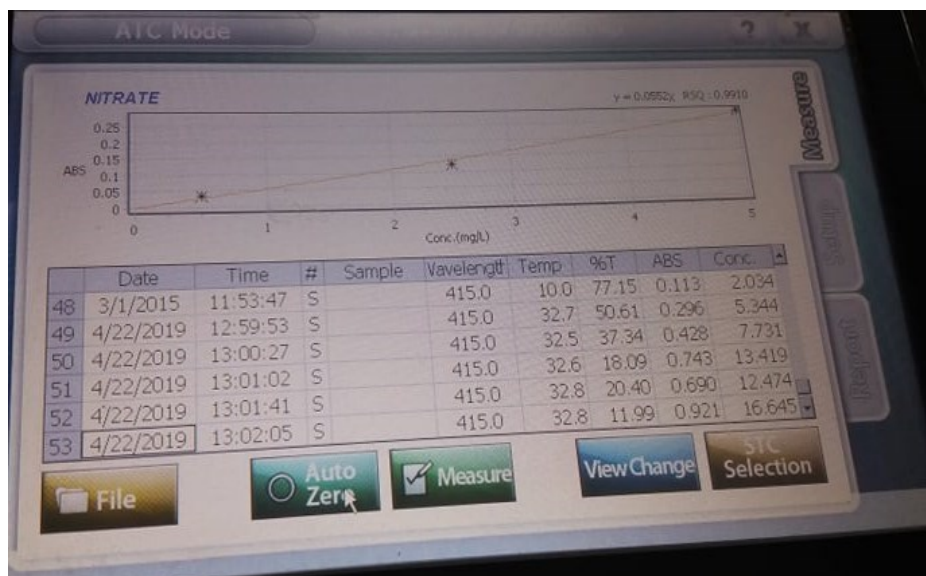 ATC Mode ? X
NITRATE y = 0.0552x RSQ : 0.9910
0.25
0.2
ABS 0.15
0.1
0.05
0
0 1 2 3 4 5
Conc.(mg/L)
Date Time # Sample Wavelengtl Temp %T ABS Conc.
48 3/1/2015 11:53:47 S 415.0 10.0 77.15 0.113 2.034
49 4/22/2019 12:59:53 S 415.0 32.7 50.61 0.296 5.344
50 4/22/2019 13:00:27 S 415.0 32.5 37.34 0.428 7.731
51 4/22/2019 13:01:02 S 415.0 32.6 18.09 0.743 13.419
52 4/22/2019 13:01:41 S 415.0 32.8 20.40 0.690 12.474
53 4/22/2019 13:02:05 S 415.0 32.8 11.99 0.921 16.645
File
Auto
Zero
Measure
View Change
STC
Selection
Measure
Setup
Report